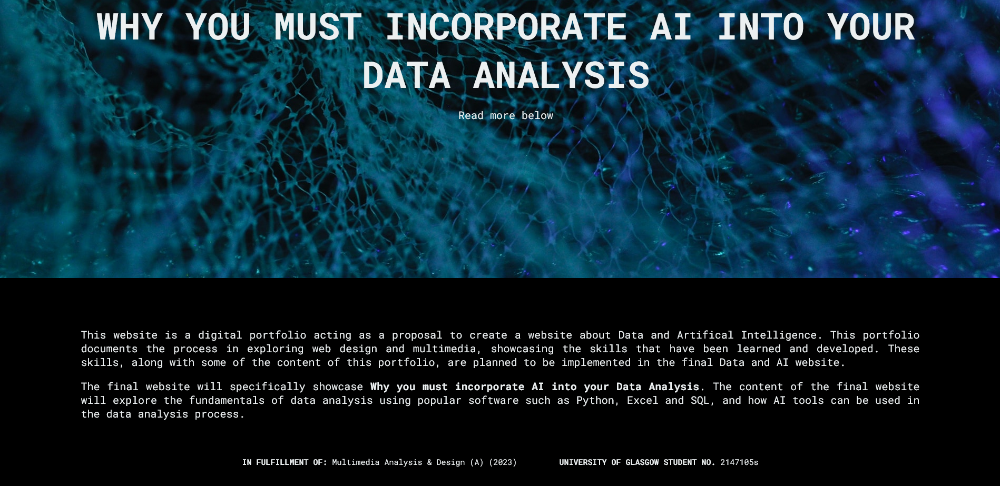 WHY YOU MUST INCORPORATE AI INTO YOUR
DATA ANALYSIS
Read more below
This website is a digital portfolio acting as a proposal to create a website about Data and Artifical Intelligence. This portfolio
documents the process in exploring web design and multimedia, showcasing the skills that have been learned and developed. These
skills, along with some of the content of this portfolio, are planned to be implemented in the final Data and AI website.
The final website will specifically showcase Why you must incorporate AI into your Data Analysis. The content of the final website
will explore the fundamentals of data analysis using popular software such as Python, Excel and SQL, and how AI tools can be used in
the data analysis process.
IN FULFILLMENT OF: Multimedia Analysis & Design (A) (2023)
UNIVERSITY OF GLASGOW STUDENT NO. 2147105s